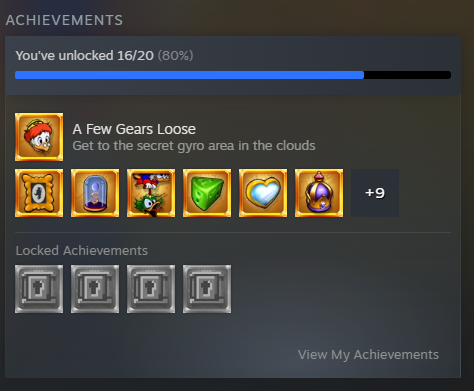 ACHIEVEMENTS
You've unlocked 16/20 (80%)
A Few Gears Loose
Get to the secret gyro area in the clouds
+9
Locked Achievements
View My Achievements